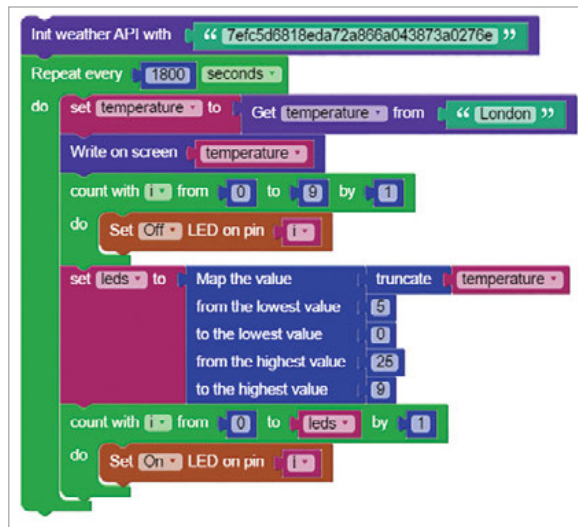 Init weather API with “ 7efc5d6818eda72a866a043873a0276e ”
Repeat every 1800 seconds
do set temperature to Get temperature from “ London ”
Write on screen temperature
count with i from 0 to 9 by 1
do Set Off LED on pin i
set leds to Map the value truncate temperature
from the lowest value 5
to the lowest value 0
from the highest value 25
to the highest value 9
count with i from 0 to leds by 1
do Set On LED on pin i